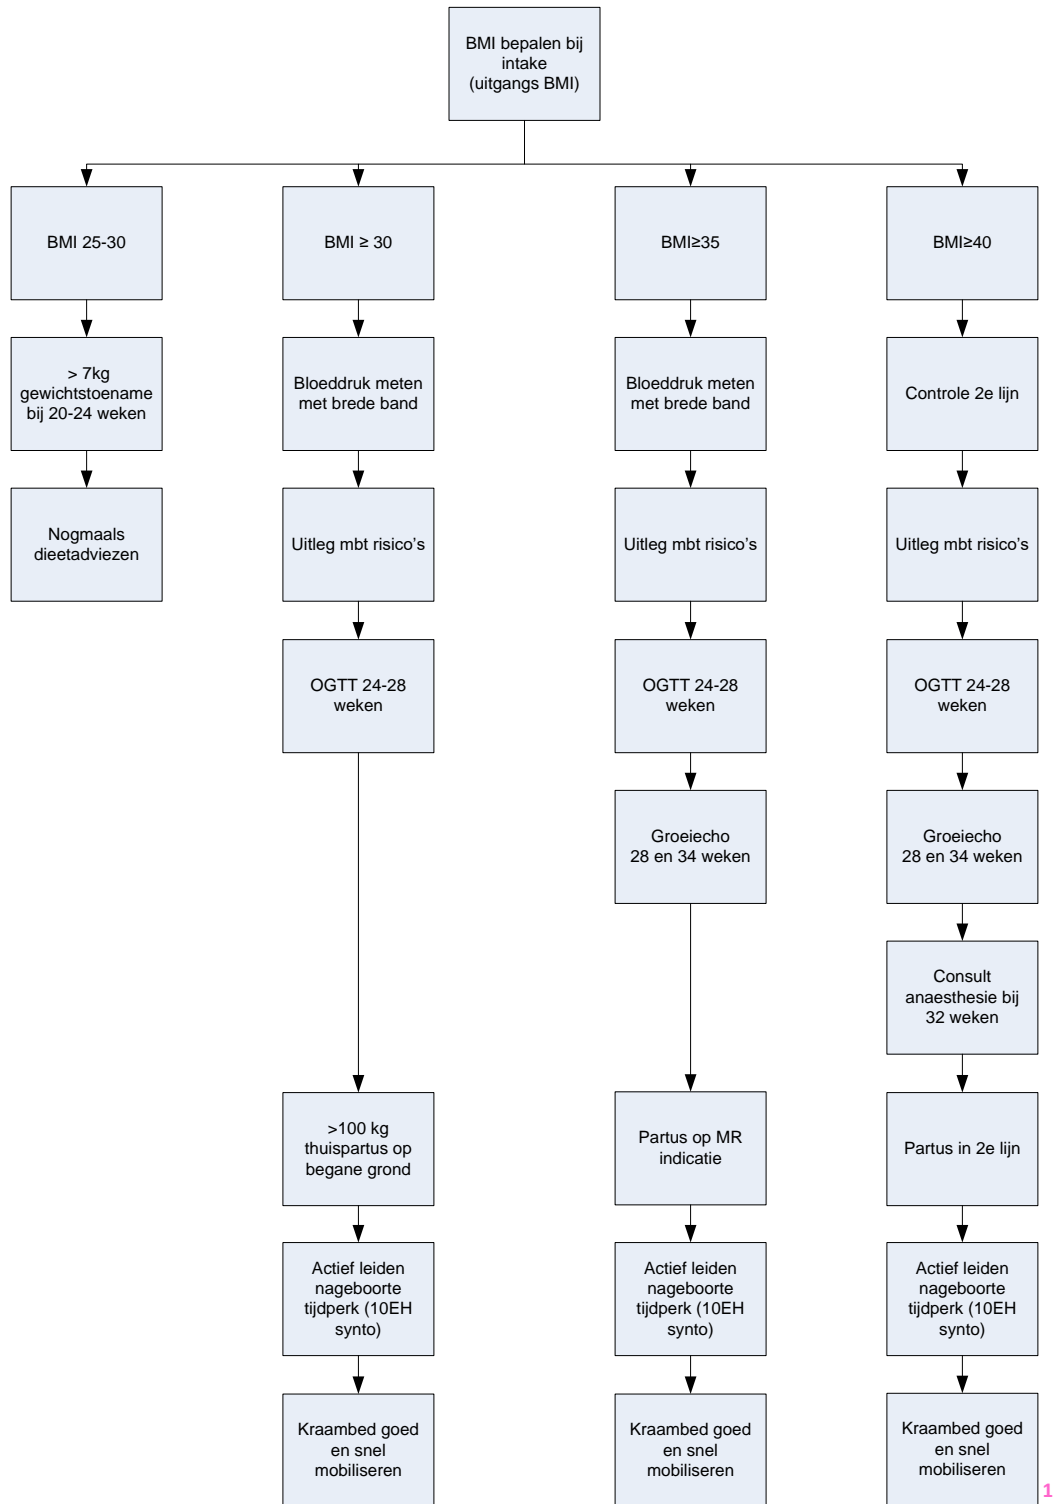 BMI bepalen bij
intake
(uitgangs BMI)
BMI 25-30
BMI ≥ 30
BMI≥35
BMI≥40
> 7kg
gewichtstoename
bij 20-24 weken
Bloeddruk meten
met brede band
Bloeddruk meten
met brede band
Controle 2e lijn
Nogmaals
dieetadviezen
Uitleg mbt risico’s
Uitleg mbt risico’s
Uitleg mbt risico’s
OGTT 24-28
weken
OGTT 24-28
weken
OGTT 24-28
weken
Groeiecho
28 en 34 weken
Groeiecho
28 en 34 weken
Consult
anaesthesie bij
32 weken
>100 kg
thuispartus op
begane grond
Partus op MR
indicatie
Partus in 2e lijn
Actief leiden
nageboorte
tijdperk (10EH
synto)
Actief leiden
nageboorte
tijdperk (10EH
synto)
Actief leiden
nageboorte
tijdperk (10EH
synto)
Kraambed goed
en snel
mobiliseren
Kraambed goed
en snel
mobiliseren
Kraambed goed
en snel
mobiliseren
1